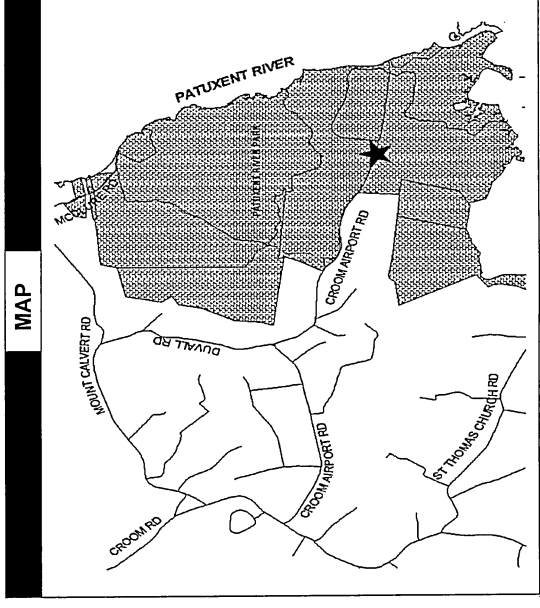 MAP
PATUXENT RIVER
PATUXENT RIVER PARK
CROOM AIRPORT RD
MOUNT CALVERT RD
DUVALL RD
CROOM AIRPORT RD
ST THOMAS CHURCH RD
CROOM RD